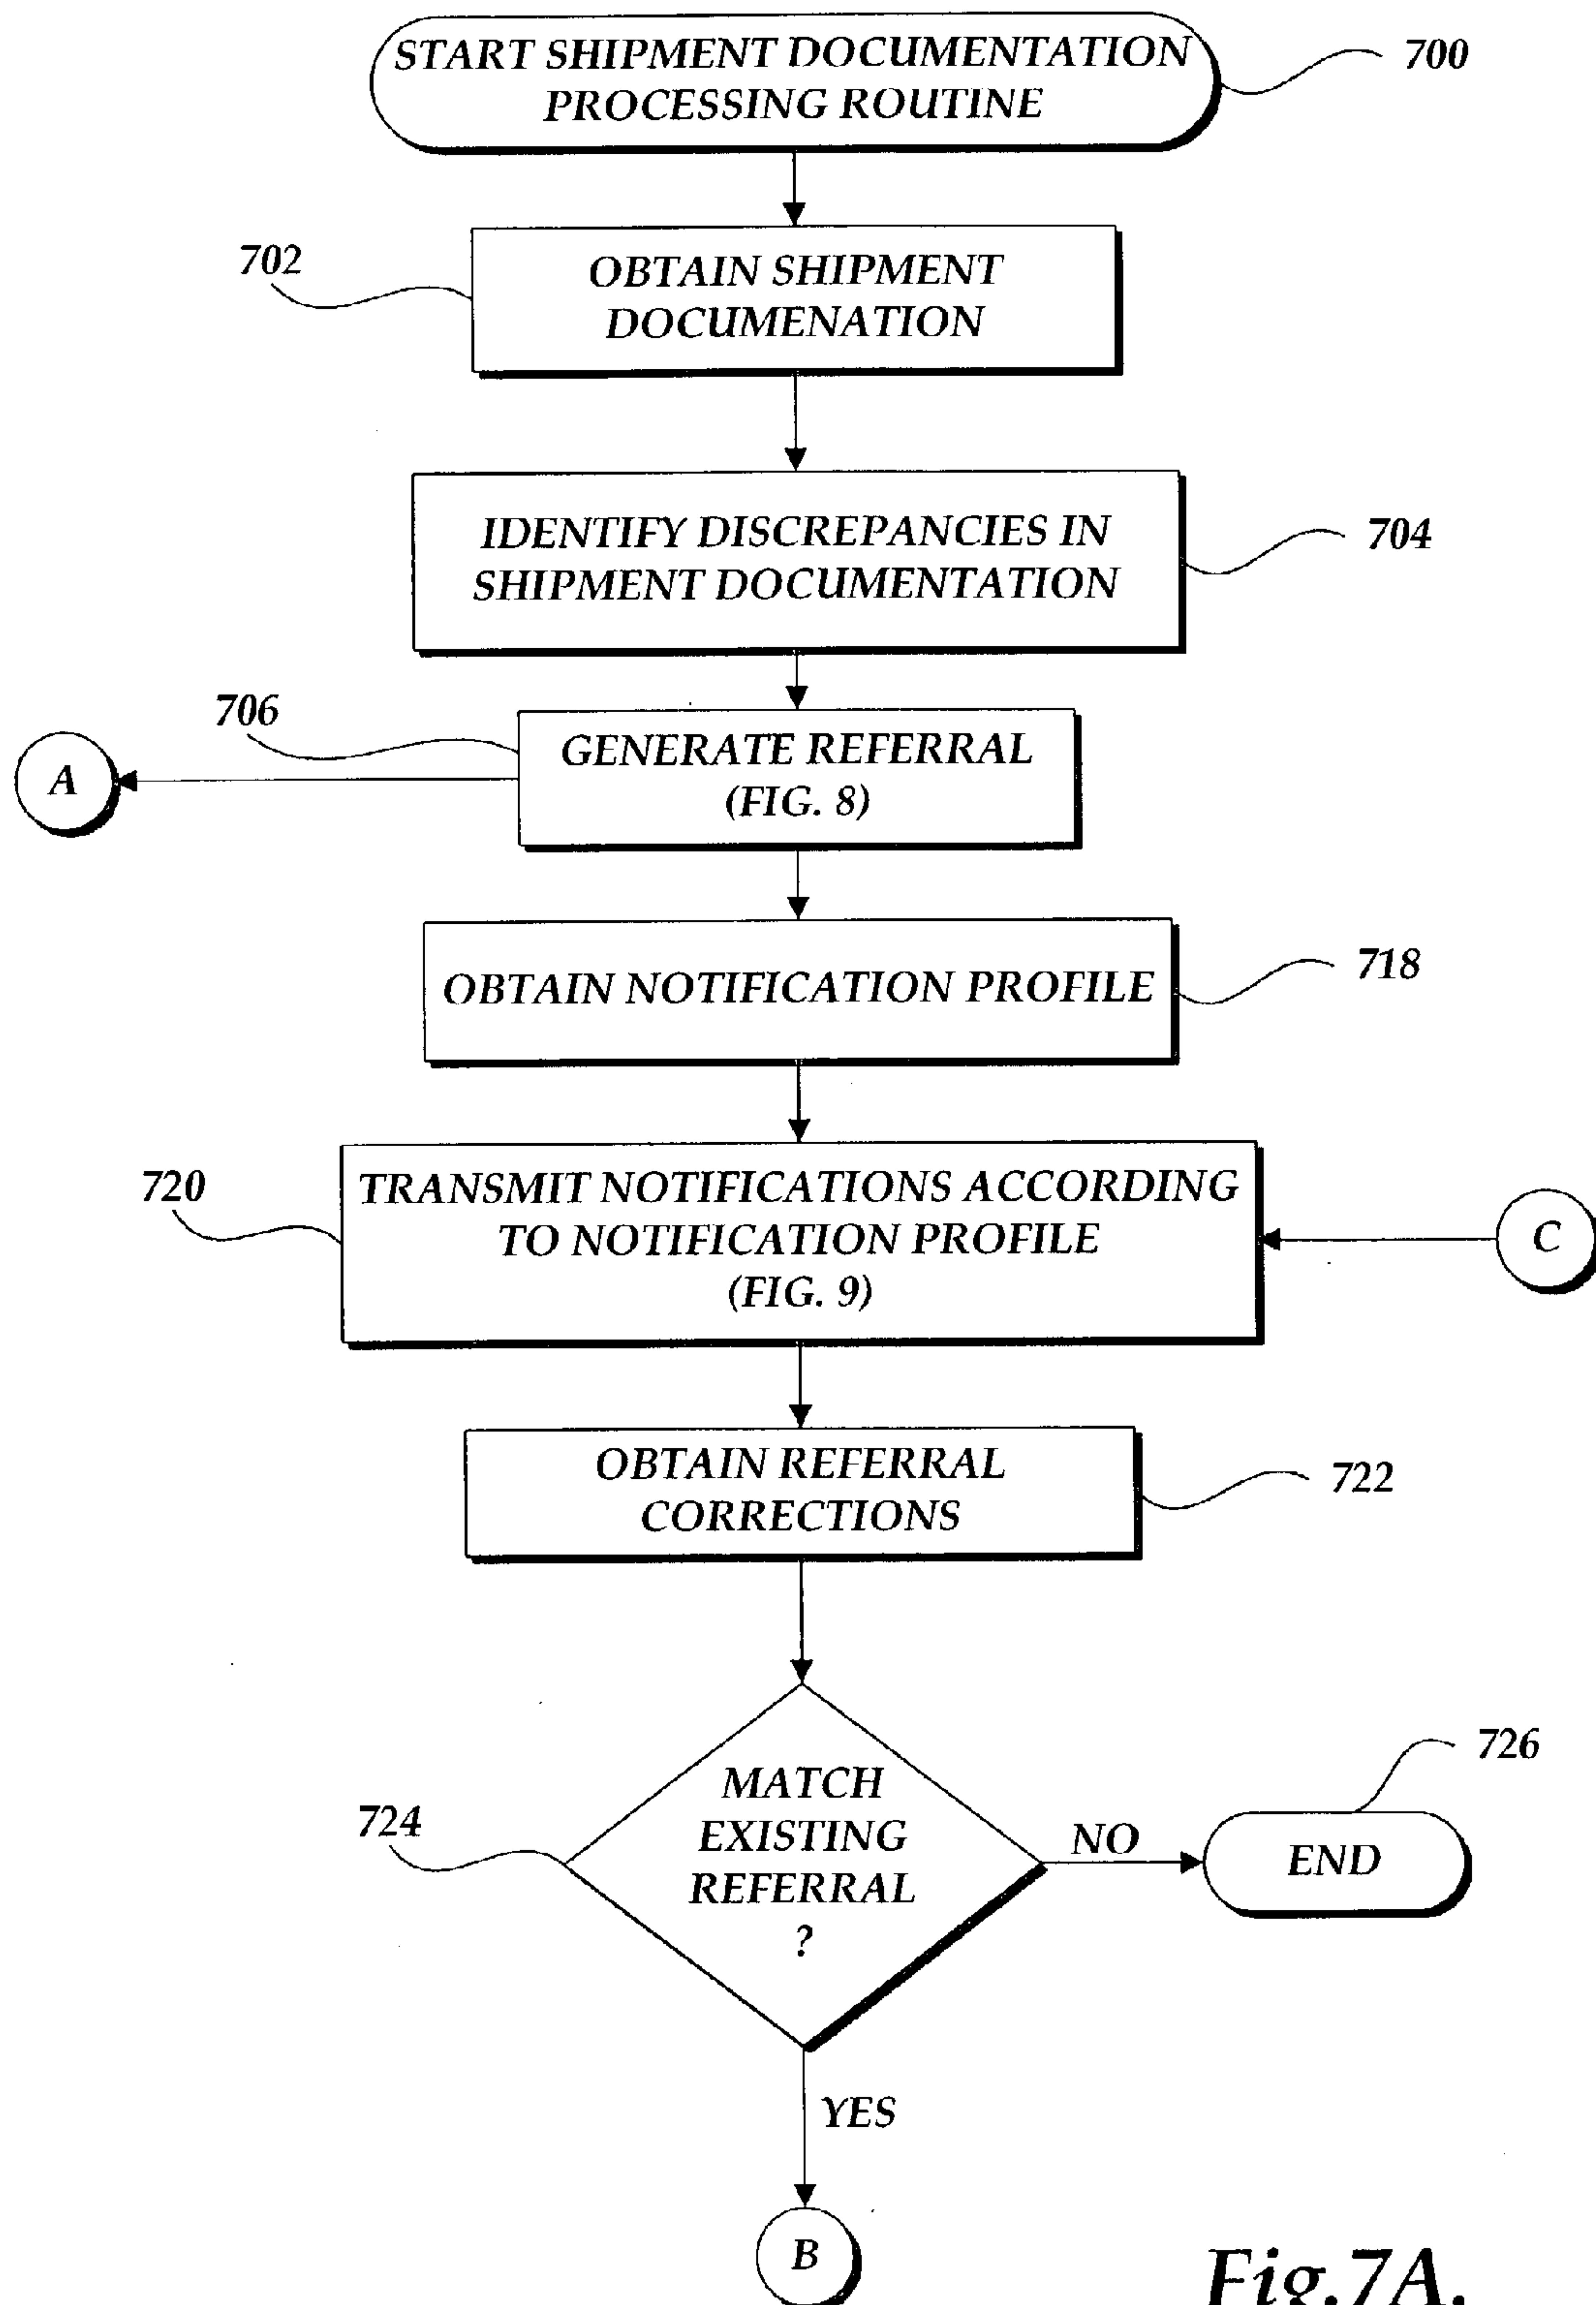 START SHIPMENT DOCUMENTATION
PROCESSING ROUTINE
700
702
OBTAIN SHIPMENT
DOCUMENATION
IDENTIFY DISCREPANCIES IN
SHIPMENT DOCUMENTATION
704
706
A
GENERATE REFERRAL
(FIG. 8)
OBTAIN NOTIFICATION PROFILE
718
720
TRANSMIT NOTIFICATIONS ACCORDING
TO NOTIFICATION PROFILE
(FIG. 9)
C
OBTAIN REFERRAL
CORRECTIONS
722
724
MATCH
EXISTING
REFERRAL
?
NO
726
END
YES
B
Fig.7A.